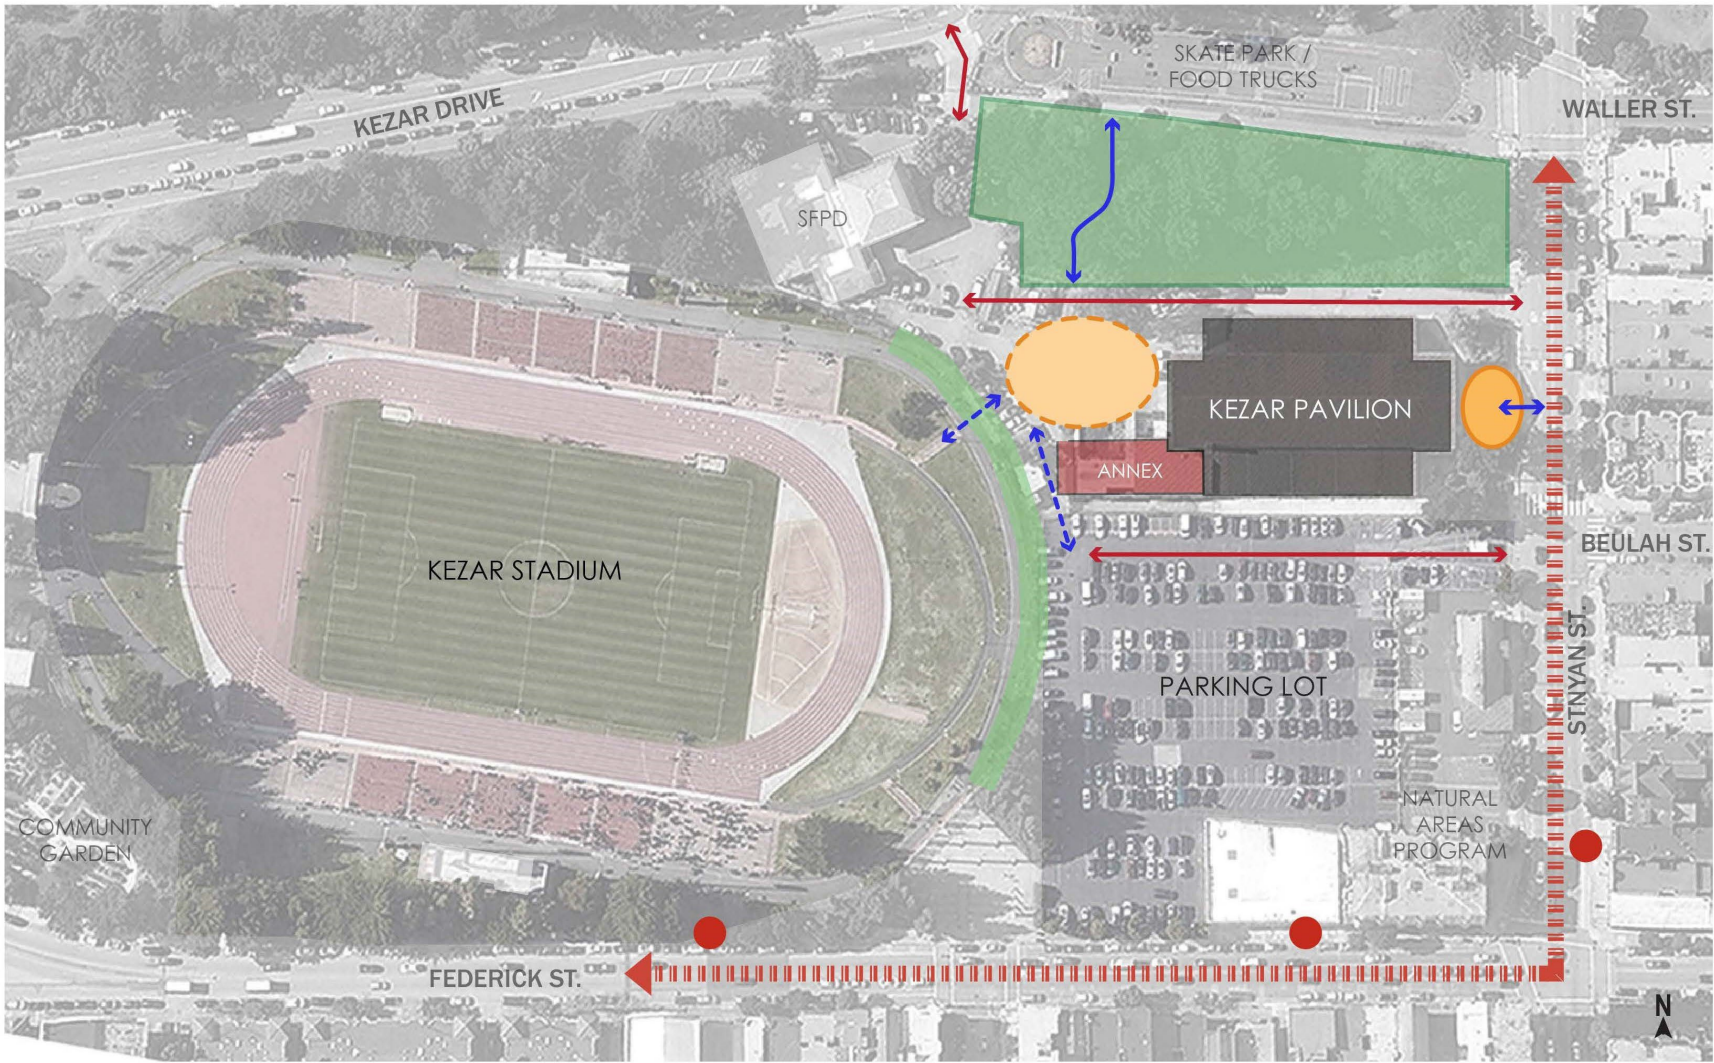 SKATE PARK /
FOOD TRUCKS
KEZAR DRIVE
WALLER ST.
SFPD
KEZAR PAVILION
ANNEX
BEULAH ST.
KEZAR STADIUM
STNYAN ST.
PARKING LOT
NATURAL
AREAS
PROGRAM
COMMUNITY
GARDEN
FEDERICK ST.
N